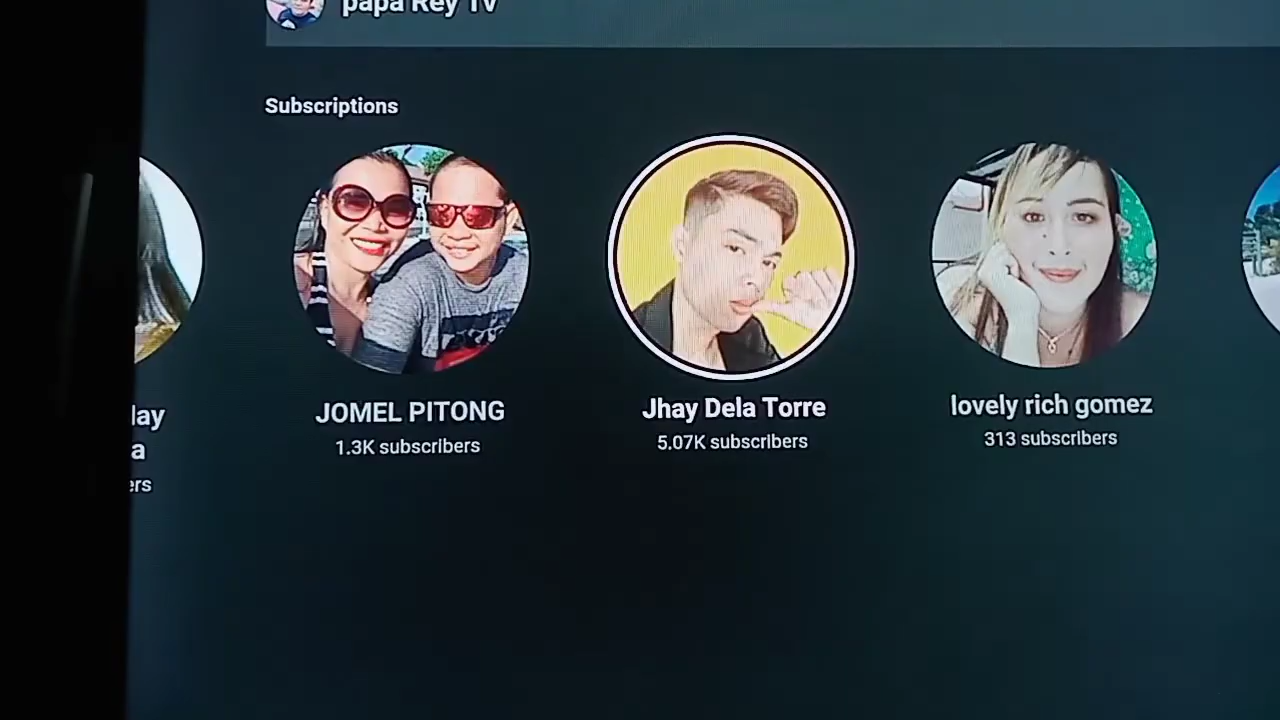 papa Rey TV
Subscriptions
JOMEL PITONG
1.3K subscribers
Jhay Dela Torre
5.07K subscribers
lovely rich gomez
313 subscribers